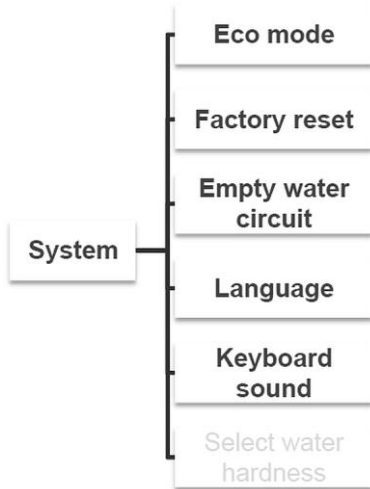 Eco mode
Factory reset
Empty water
circuit
System
Language
Keyboard
sound
Select water
hardness